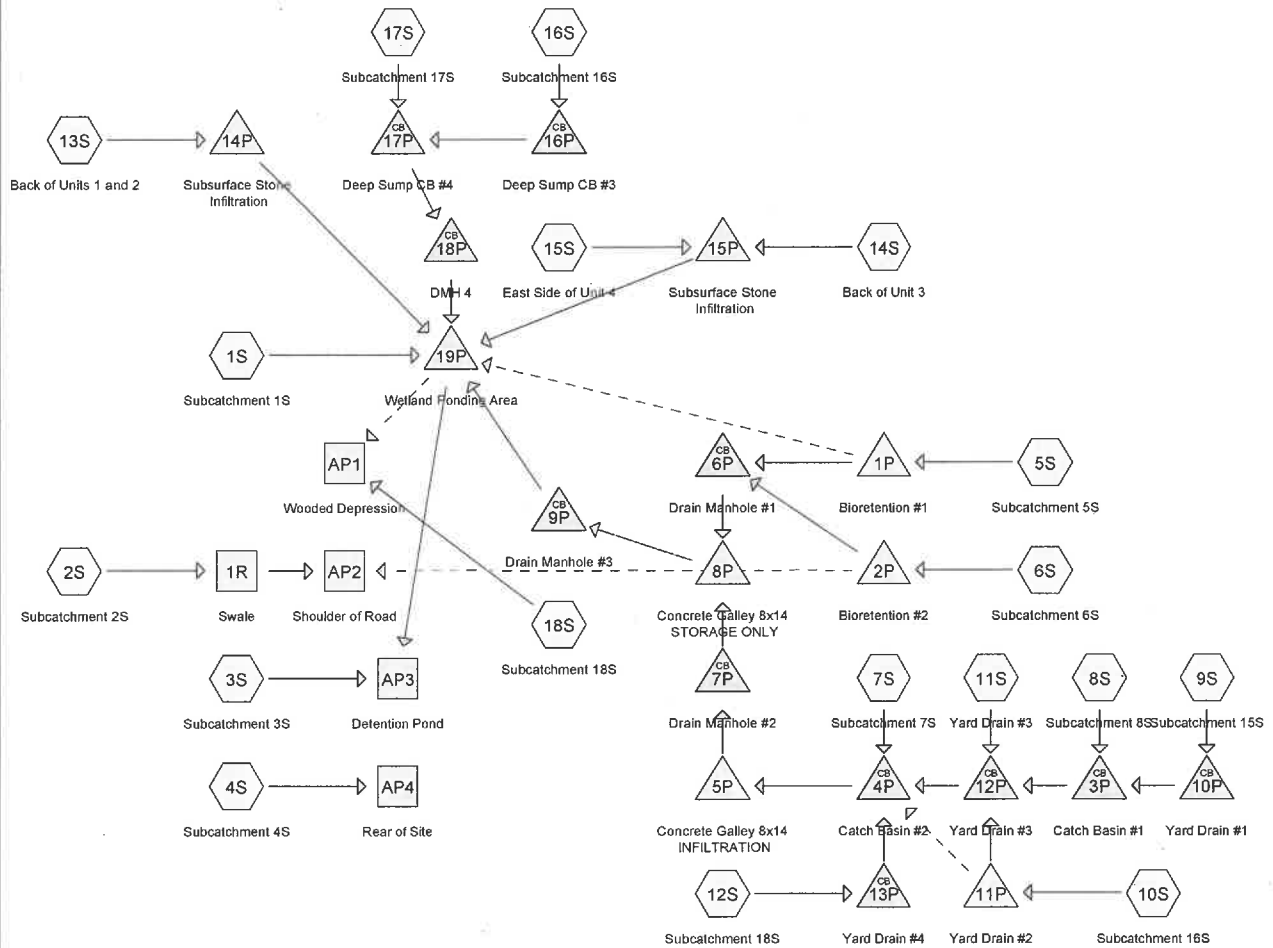 17S
16S
Subcatchment 17S
Subcatchment 16S
13S
14P
CB
17P
CB
16P
Back of Units 1 and 2
Subsurface Stone
Infiltration
Deep Sump CB #4
Deep Sump CB #3
CB
18P
15S
15P
14S
DMH 4
East Side of Unit 4
Subsurface Stone
Infiltration
Back of Unit 3
1S
19P
Subcatchment 1S
Wetland Ponding Area
AP1
CB
6P
1P
5S
Wooded Depression
CB
9P
Drain Manhole #1
Bioretention #1
Subcatchment 5S
Drain Manhole #3
2S
1R
AP2
8P
2P
6S
Subcatchment 2S
Swale
Shoulder of Road
Concrete Galley 8x14
STORAGE ONLY
Bioretention #2
Subcatchment 6S
18S
Subcatchment 18S
3S
AP3
CB
7P
7S
11S
8S
9S
Subcatchment 3S
Detention Pond
Drain Manhole #2
Subcatchment 7S
Yard Drain #3
Subcatchment 8S
Subcatchment 15S
4S
AP4
5P
CB
4P
CB
12P
CB
3P
CB
10P
Subcatchment 4S
Rear of Site
Concrete Galley 8x14
INFILTRATION
Catch Basin #2
Yard Drain #3
Catch Basin #1
Yard Drain #1
12S
CB
13P
11P
10S
Subcatchment 18S
Yard Drain #4
Yard Drain #2
Subcatchment 16S